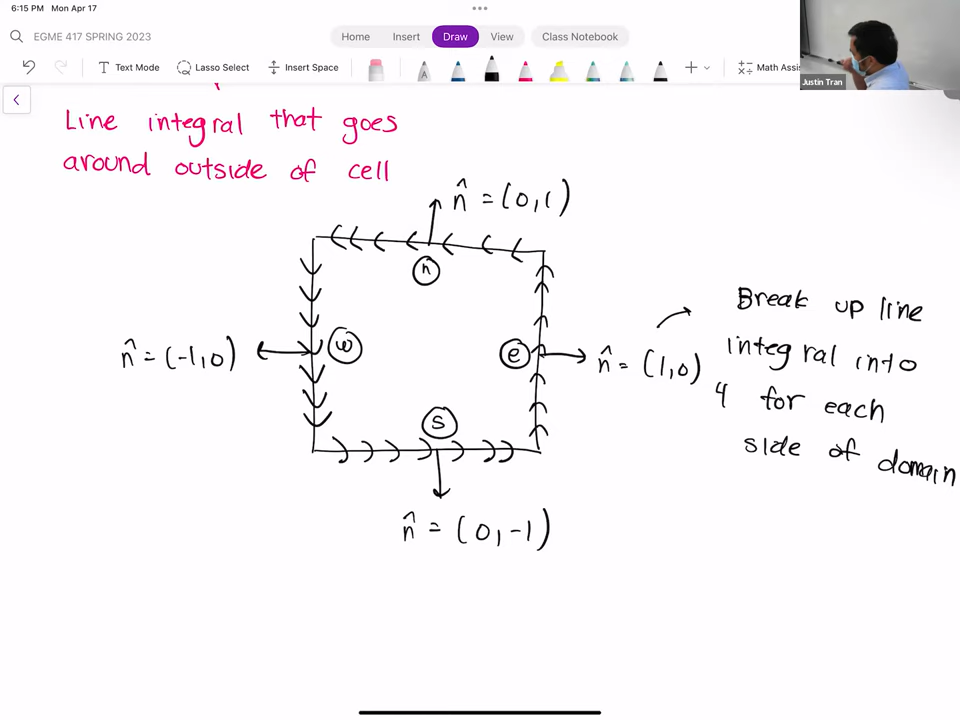 6:15 PM Mon Apr 17
EGME 417 SPRING 2023
Home Insert Draw View Class Notebook
Text Mode Lasso Select Insert Space Math Assis
Justin Tran
Line integral that goes
around outside of cell
n̂ = (0,1)
n
n̂ = (-1,0)
w
e
n̂ = (1,0)
s
n̂ = (0,-1)
Break up line
integral into
4 for each
side of domain